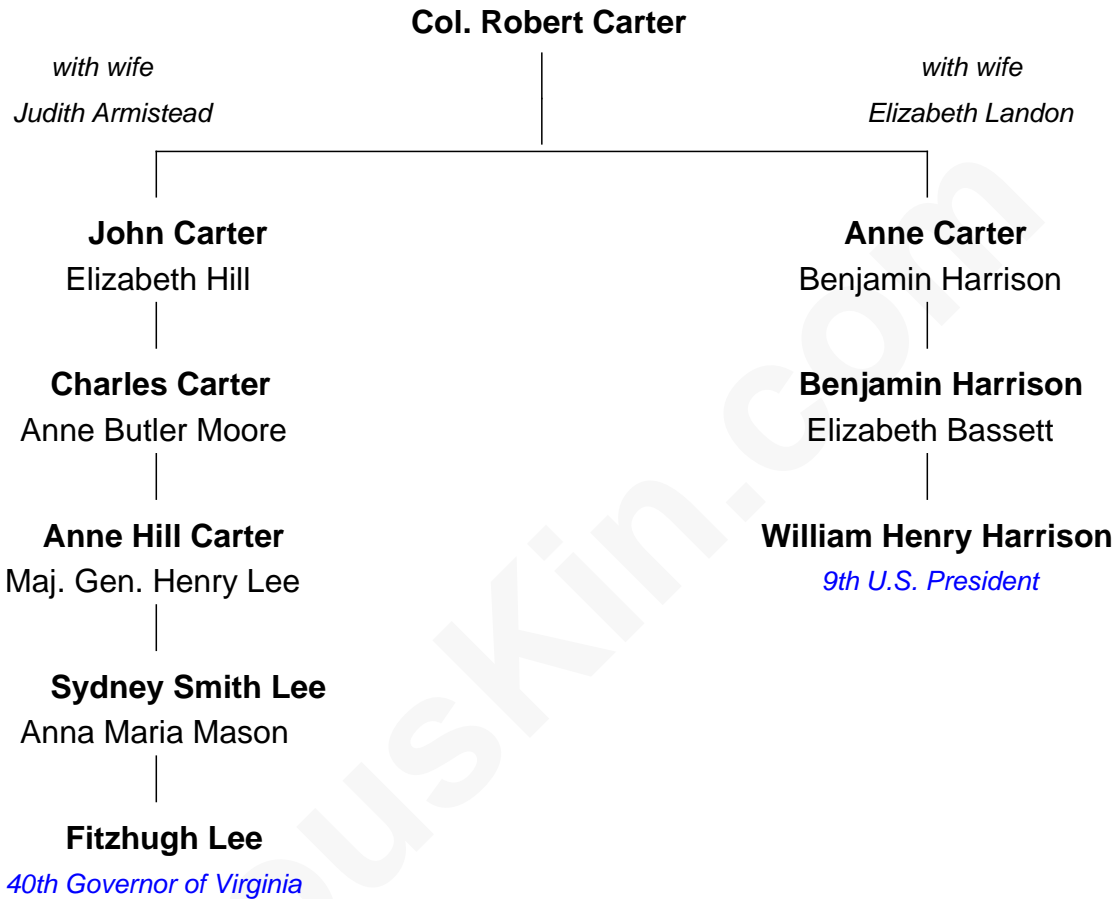 Col. Robert Carter
with wife
Judith Armistead
with wife
Elizabeth Landon
John Carter
Elizabeth Hill
Anne Carter
Benjamin Harrison
Charles Carter
Anne Butler Moore
Benjamin Harrison
Elizabeth Bassett
Anne Hill Carter
Maj. Gen. Henry Lee
William Henry Harrison
9th U.S. President
Sydney Smith Lee
Anna Maria Mason
Fitzhugh Lee
40th Governor of Virginia
ousKin.com